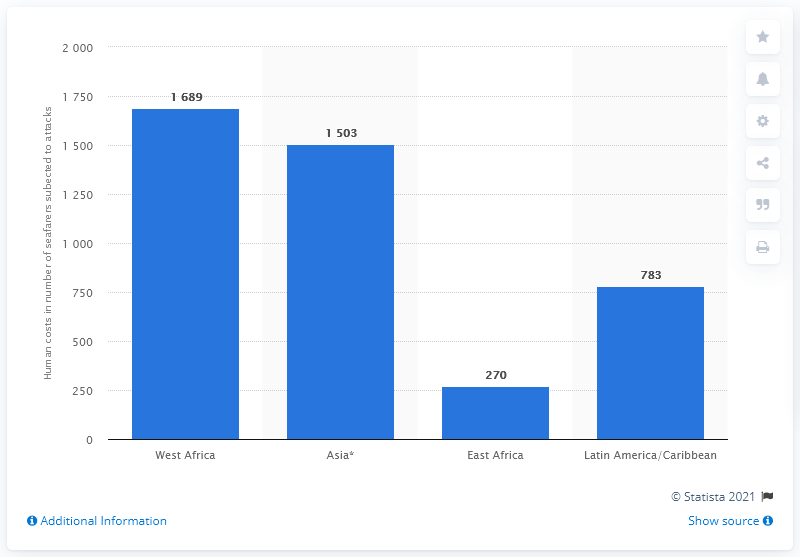 Human costs in number of seafarers subected to attacks
2 000
1 750
1 500
1 250
1 000
750
500
250
0
1 689
1 503
270
783
West Africa
Asia*
East Africa
Latin America/Caribbean
© Statista 2021
Additional Information
Show source